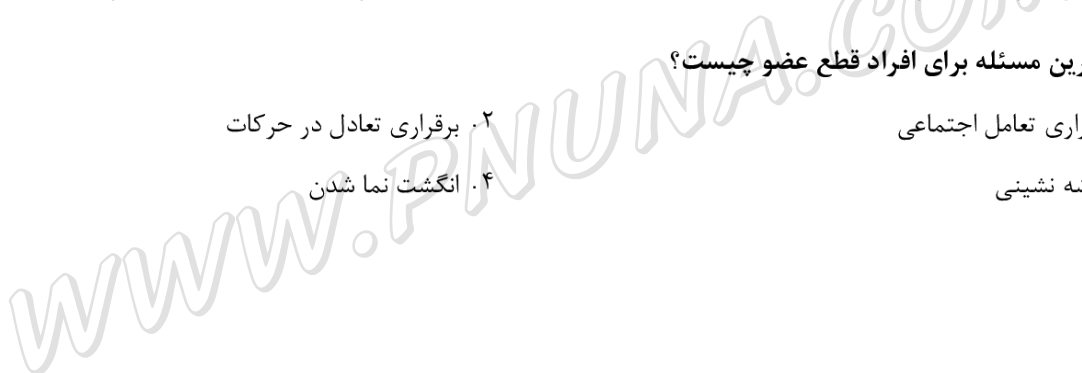 رین مسئله برای افراد قطع عضو چیست؟
راری تعامل اجتماعی ۲. برقراری تعادل در حرکات
نشینی ۴. انگشت نما شدن
WWW.PNUNA.COM